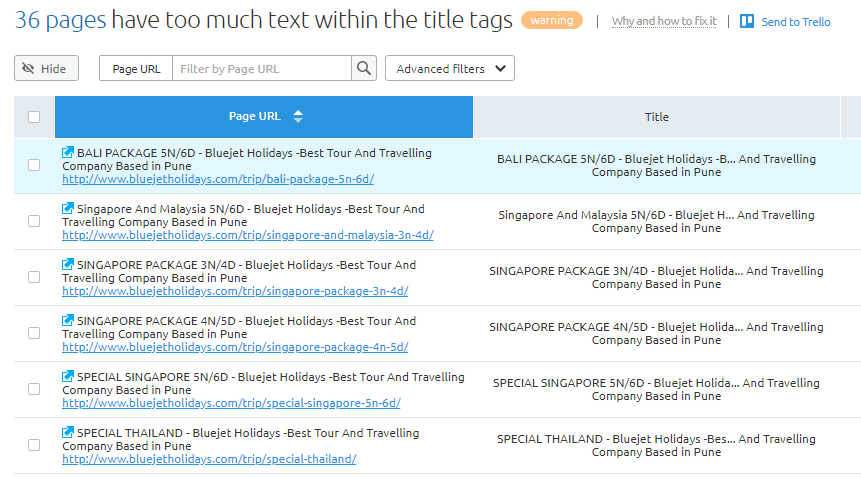 36 pages have too much text within the title tags warning | Why and how to fix it | Send to Trello
Hide Page URL Filter by Page URL Advanced filters
Page URL Title
BALI PACKAGE 5N/6D - Bluejet Holidays -Best Tour And Travelling
Company Based in Pune
http://www.bluejetholidays.com/trip/bali-package-5n-6d/
BALI PACKAGE 5N/6D - Bluejet Holidays -B... And Travelling
Company Based in Pune
Singapore And Malaysia 5N/6D - Bluejet Holidays -Best Tour And
Travelling Company Based in Pune
http://www.bluejetholidays.com/trip/singapore-and-malaysia-3n-4d/
Singapore And Malaysia 5N/6D - Bluejet H... And Travelling
Company Based in Pune
SINGAPORE PACKAGE 3N/4D - Bluejet Holidays -Best Tour And
Travelling Company Based in Pune
http://www.bluejetholidays.com/trip/singapore-package-3n-4d/
SINGAPORE PACKAGE 3N/4D - Bluejet Holida... And Travelling
Company Based in Pune
SINGAPORE PACKAGE 4N/5D - Bluejet Holidays -Best Tour And
Travelling Company Based in Pune
http://www.bluejetholidays.com/trip/singapore-package-4n-5d/
SINGAPORE PACKAGE 4N/5D - Bluejet Holida... And Travelling
Company Based in Pune
SPECIAL SINGAPORE 5N/6D - Bluejet Holidays -Best Tour And Travelling
Company Based in Pune
http://www.bluejetholidays.com/trip/special-singapore-5n-6d/
SPECIAL SINGAPORE 5N/6D - Bluejet Holida... And Travelling
Company Based in Pune
SPECIAL THAILAND - Bluejet Holidays -Best Tour And Travelling
Company Based in Pune
http://www.bluejetholidays.com/trip/special-thailand/
SPECIAL THAILAND - Bluejet Holidays -Bes... And Travelling
Company Based in Pune